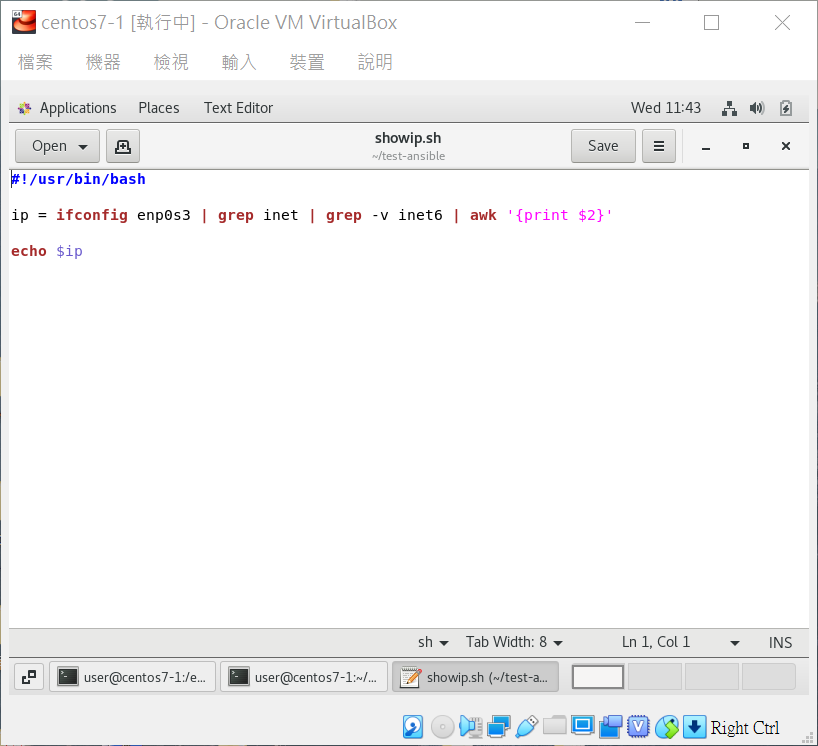 centos7-1 [執行中] - Oracle VM VirtualBox
檔案 機器 檢視 輸入 裝置 說明
Applications Places Text Editor Wed 11:43
Open showip.sh Save
~/test-ansible
#!/usr/bin/bash
ip = ifconfig enp0s3 | grep inet | grep -v inet6 | awk '{print $2}'
echo $ip
sh Tab Width: 8 Ln 1, Col 1 INS
user@centos7-1:/e... user@centos7-1:~/... showip.sh (~/test-a...
Right Ctrl